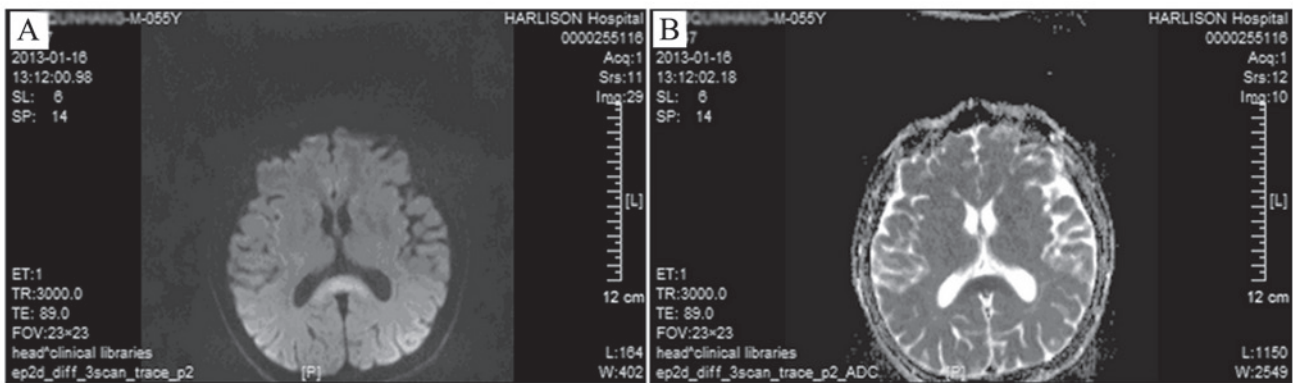 A
-M-055Y
HARLISON Hospital
7
0000255116
2013-01-16
Acq:1
13:12:00.98
Srs:11
SL: 6
Img:29
SP: 14
[L]
ET:1
TR:3000.0
12 cm
TE: 89.0
FOV:23×23
head^clinical libraries
L:164
ep2d_diff_3scan_trace_p2
[P]
W:402
B
-M-055Y
HARLISON Hospital
37
0000255116
2013-01-16
Acq:1
13:12:02.18
Srs:12
SL: 6
Img:10
SP: 14
[L]
ET:1
TR:3000.0
12 cm
TE: 89.0
FOV:23×23
head^clinical libraries
L:1150
ep2d_diff_3scan_trace_p2_ADC
[P]
W:2549